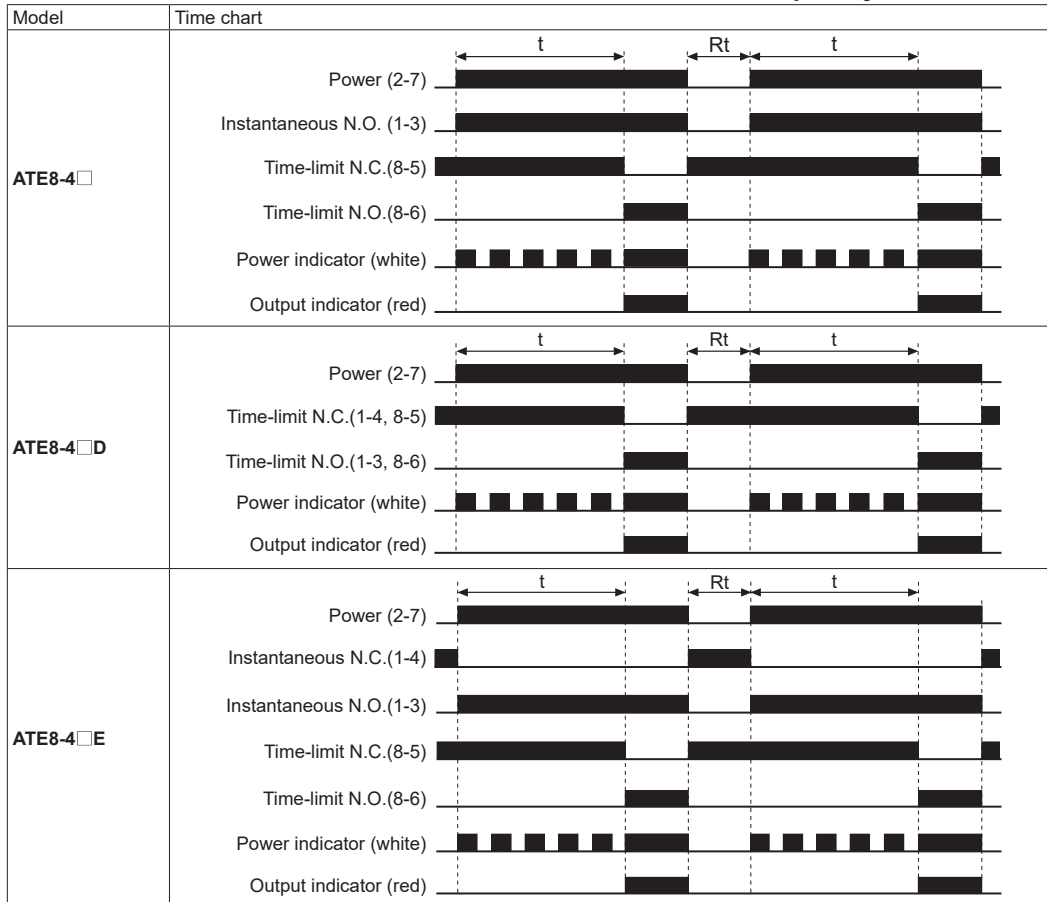 Model Time chart
ATE8-4□
t Rt t
Power (2-7)
Instantaneous N.O. (1-3)
Time-limit N.C.(8-5)
Time-limit N.O.(8-6)
Power indicator (white)
Output indicator (red)
ATE8-4□D
t Rt t
Power (2-7)
Time-limit N.C.(1-4, 8-5)
Time-limit N.O.(1-3, 8-6)
Power indicator (white)
Output indicator (red)
ATE8-4□E
t Rt t
Power (2-7)
Instantaneous N.C.(1-4)
Instantaneous N.O.(1-3)
Time-limit N.C.(8-5)
Time-limit N.O.(8-6)
Power indicator (white)
Output indicator (red)